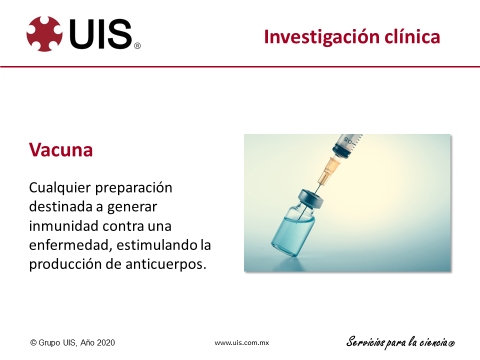 UIS®
Investigación clínica
Vacuna
Cualquier preparación
destinada a generar
inmunidad contra una
enfermedad, estimulando la
producción de anticuerpos.
© Grupo UIS, Año 2020
www.uis.com.mx
Servicios para la ciencia®